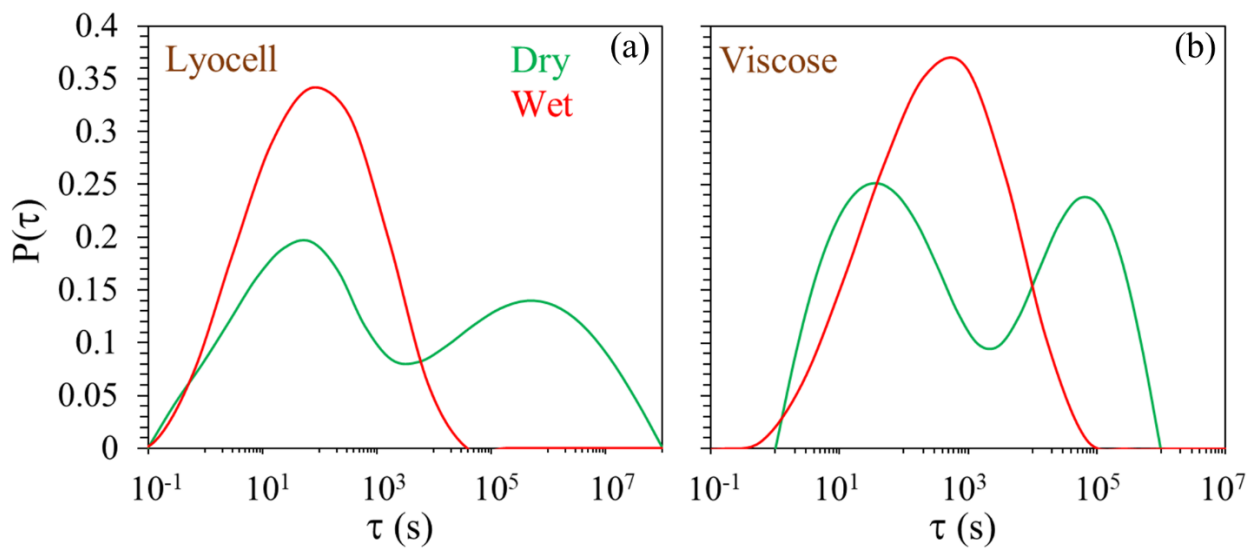 0.4
0.35
0.3
0.25
0.2
0.15
0.1
0.05
0
P(τ)
Lyocell
Dry
Wet
(a)
10⁻¹ 10¹ 10³ 10⁵ 10⁷
τ (s)
Viscose
(b)
10⁻¹ 10¹ 10³ 10⁵ 10⁷
τ (s)